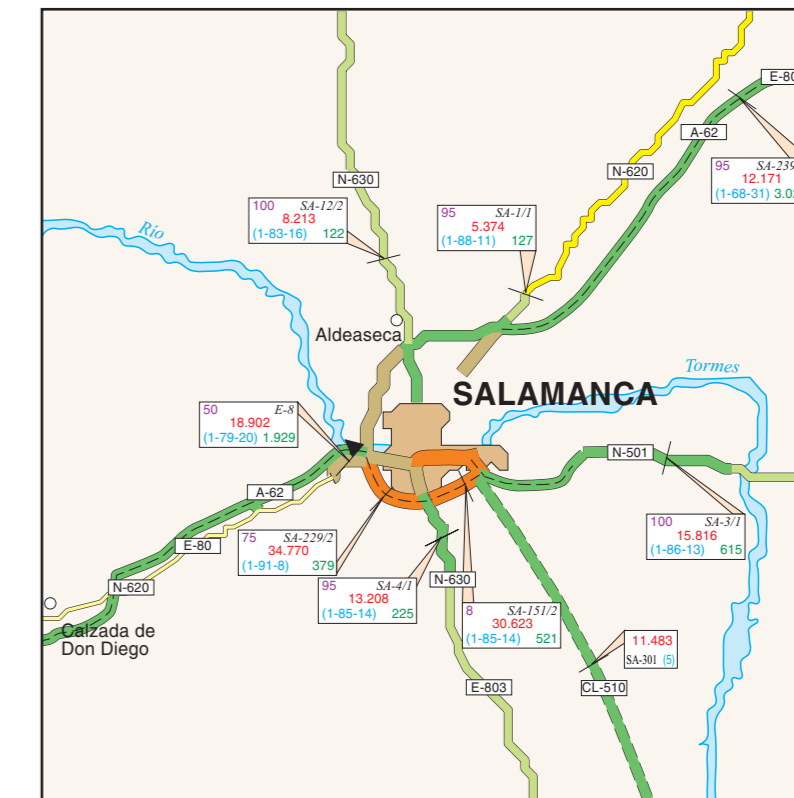 E-80
A-62
N-620
N-630
95 SA-239
12.171
(1-68-31)
100 SA-12/2
8.213
(1-83-16) 122
95 SA-1/1
5.374
(1-88-11) 127
Rio
Aldeaseca
Tormes
SALAMANCA
50 E-8
18.902
(1-79-20) 1.929
N-501
A-62
100 SA-3/1
15.816
(1-86-13) 615
E-80
75 SA-229/2
34.770
(1-91-8) 379
N-620
95 SA-4/1
13.208
(1-85-14) 225
N-630
8 SA-151/2
30.623
(1-85-14) 521
Calzada de
Don Diego
11.483
SA-301 (5)
E-803
CL-510